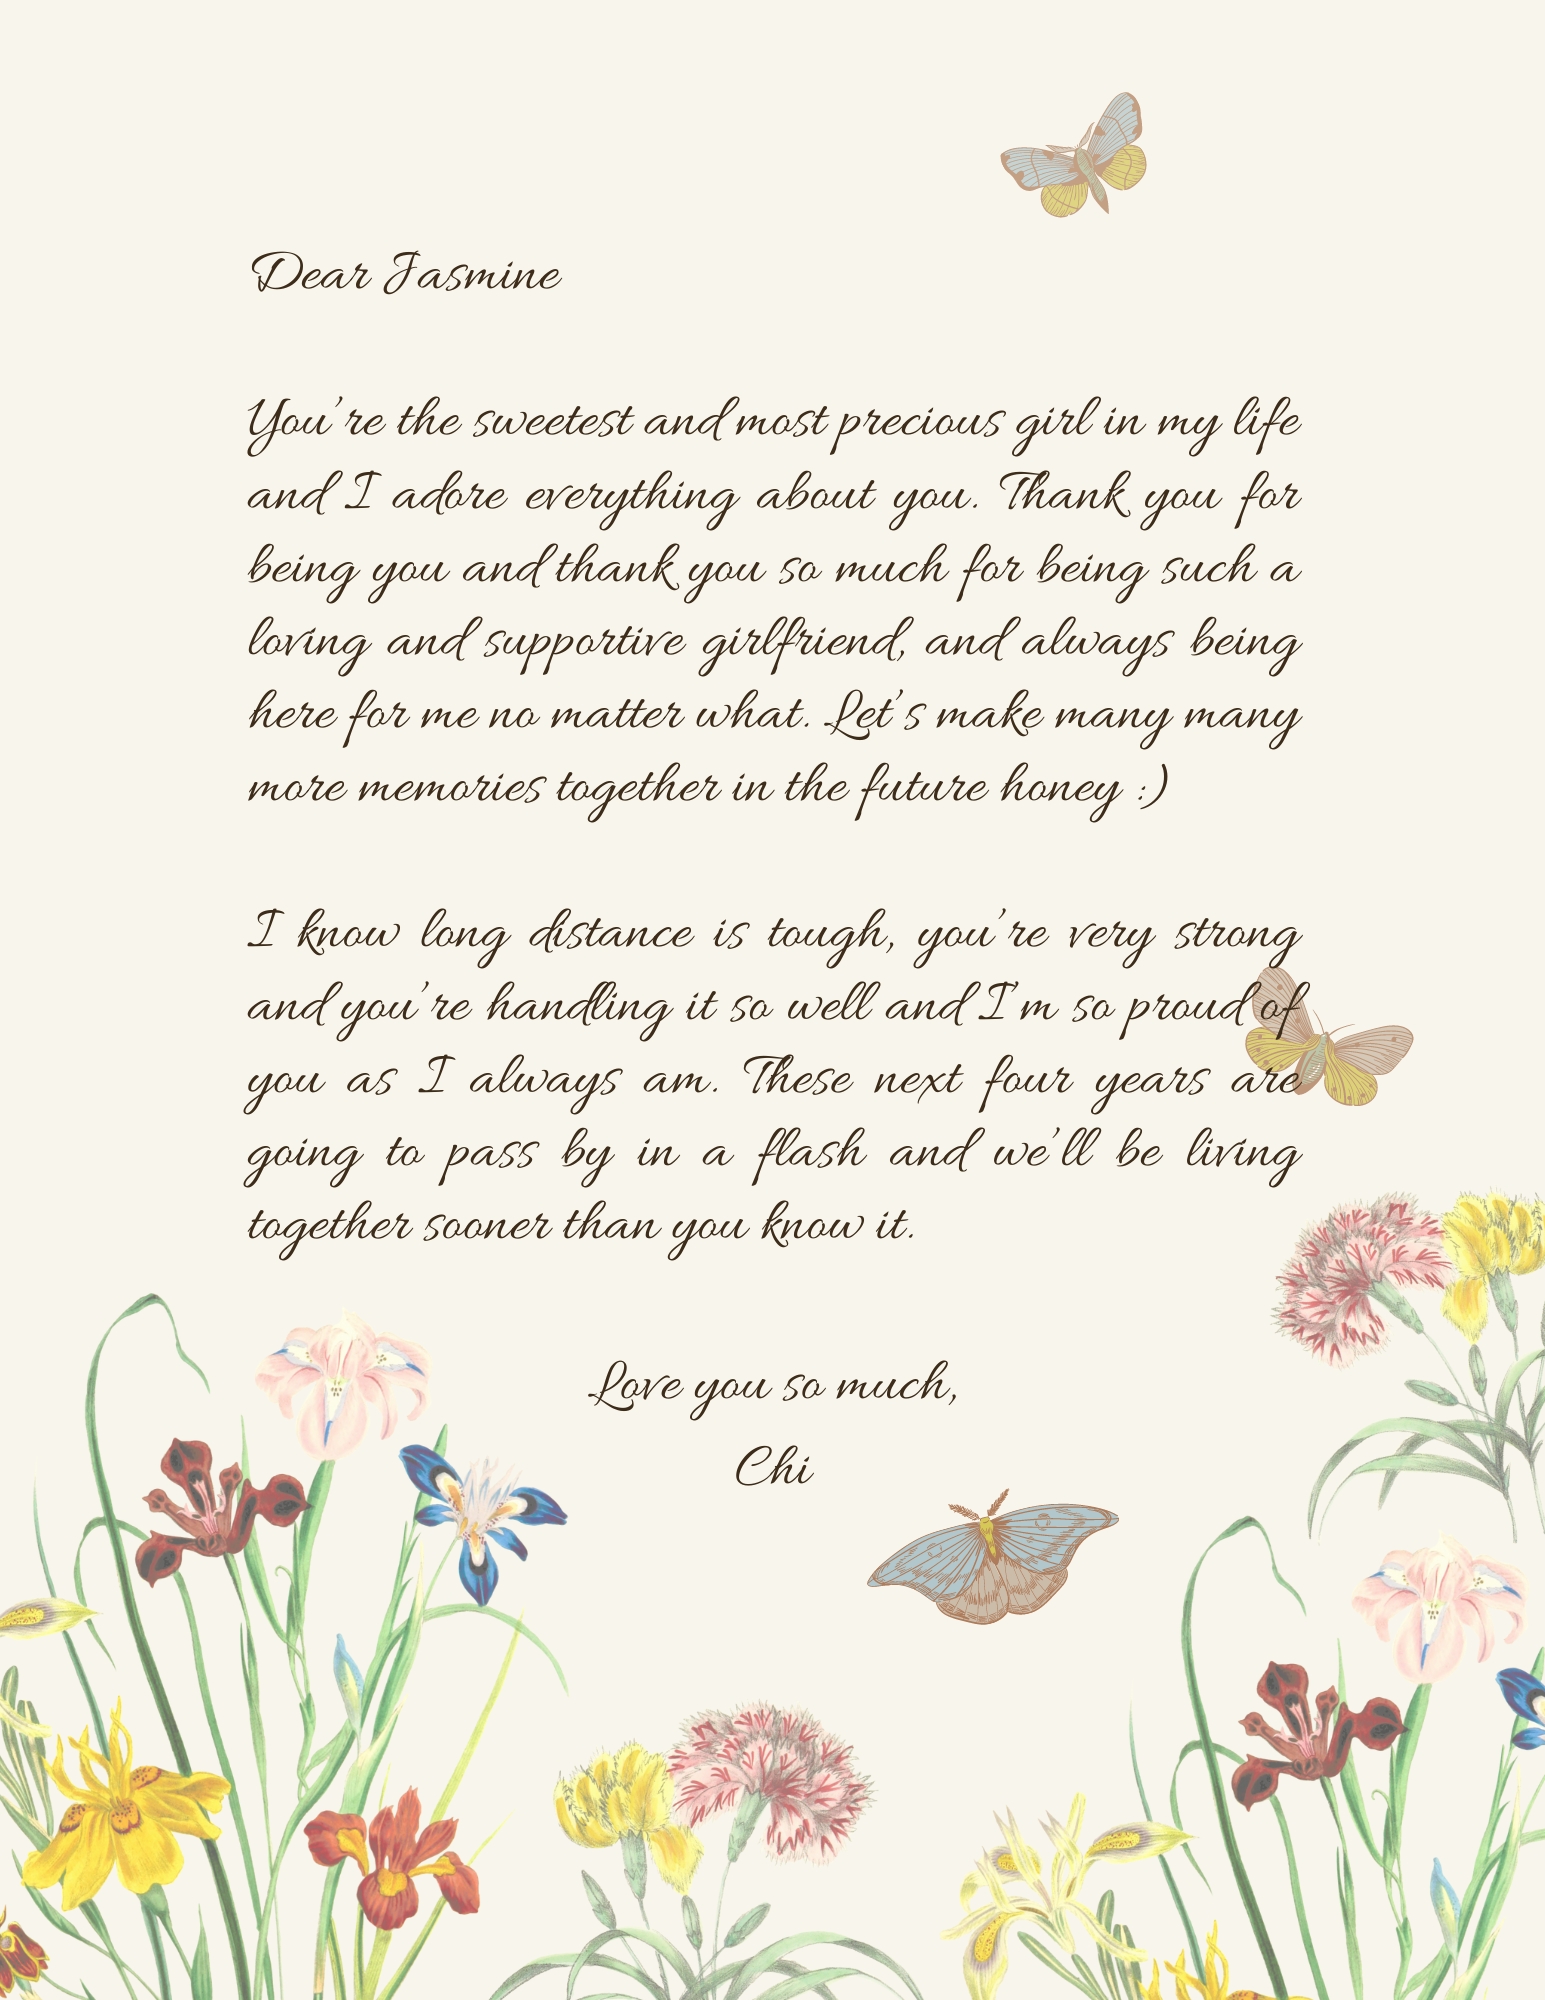 Dear Jasmine
You're the sweetest and most precious girl in my life
and I adore everything about you. Thank you for
being you and thank you so much for being such a
loving and supportive girlfriend, and always being
here for me no matter what. Let's make many many
more memories together in the future honey :)
I know long distance is tough, you're very strong
and you're handling it so well and I'm so proud of
you as I always am. These next four years are
going to pass by in a flash and we'll be living
together sooner than you know it.
Love you so much,
Chi